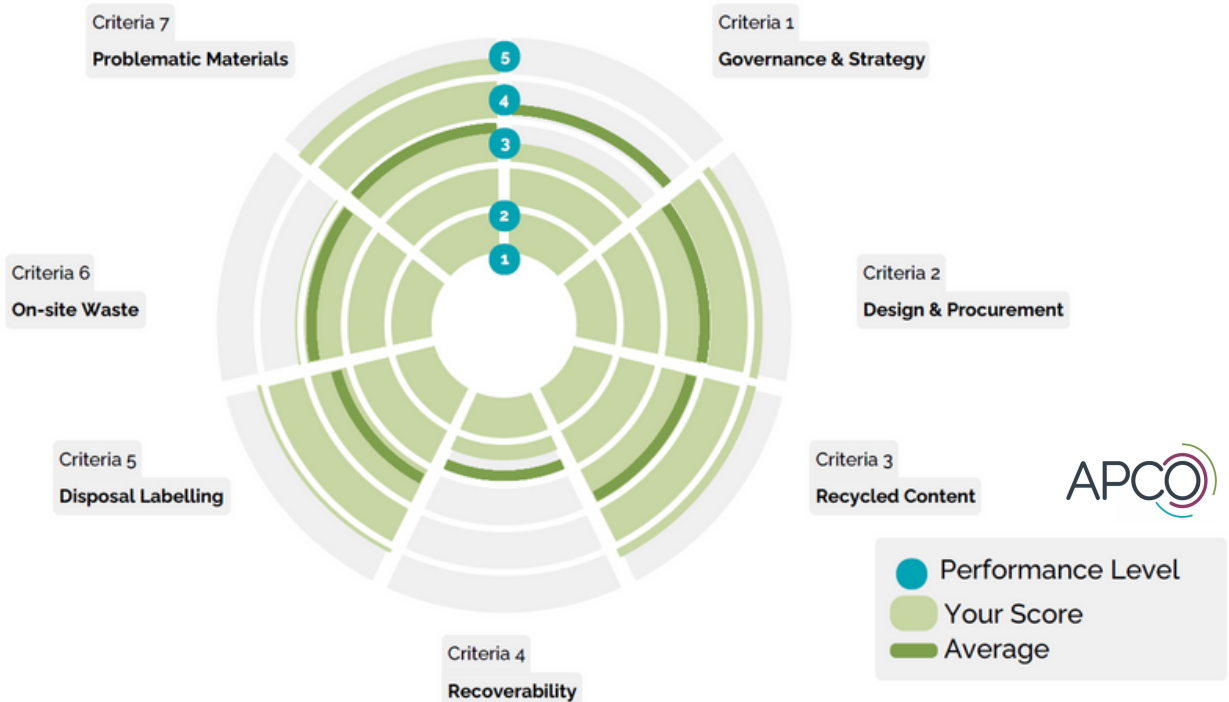 Criteria 7
Problematic Materials
Criteria 1
Governance & Strategy
5
4
3
2
1
Criteria 6
On-site Waste
Criteria 2
Design & Procurement
Criteria 5
Disposal Labelling
Criteria 3
Recycled Content
APCO
Performance Level
Your Score
Average
Criteria 4
Recoverability